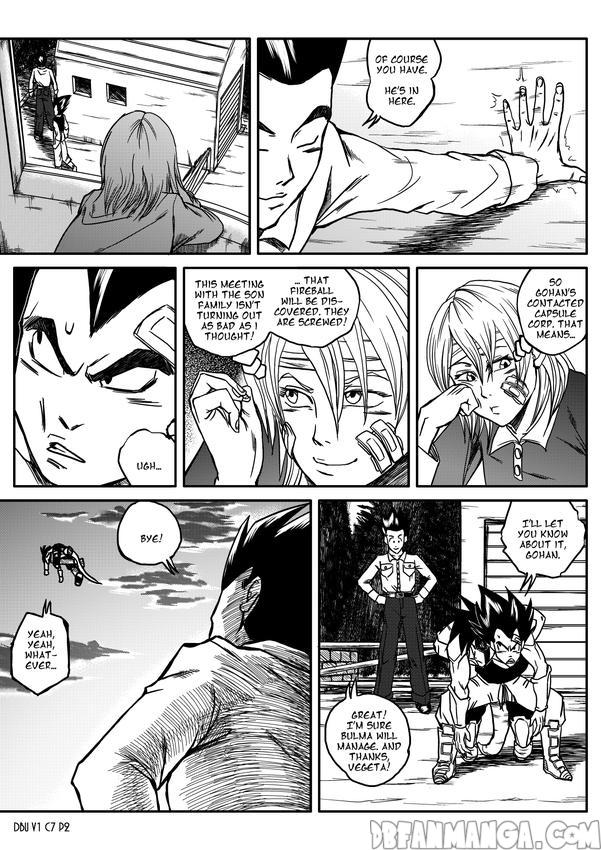 OF COURSE
YOU HAVE.
HE'S IN
HERE.
SO
GOHAN'S
CONTACTED
CAPSULE
CORP. THAT
MEANS...
... THAT
FIREBALL
WILL BE DIS-
COVERED. THEY
ARE SCREWED!
THIS MEETING
WITH THE SON
FAMILY ISN'T
TURNING OUT
AS BAD AS I
THOUGHT!
UGH...
I'LL LET
YOU KNOW
ABOUT IT,
GOHAN.
GREAT!
I'M SURE
BULMA WILL
MANAGE. AND
THANKS,
VEGETA!
BYE!
YEAH,
YEAH,
WHAT-
EVER...
DBU V1 C7 P2
DBFANMANGA.COM